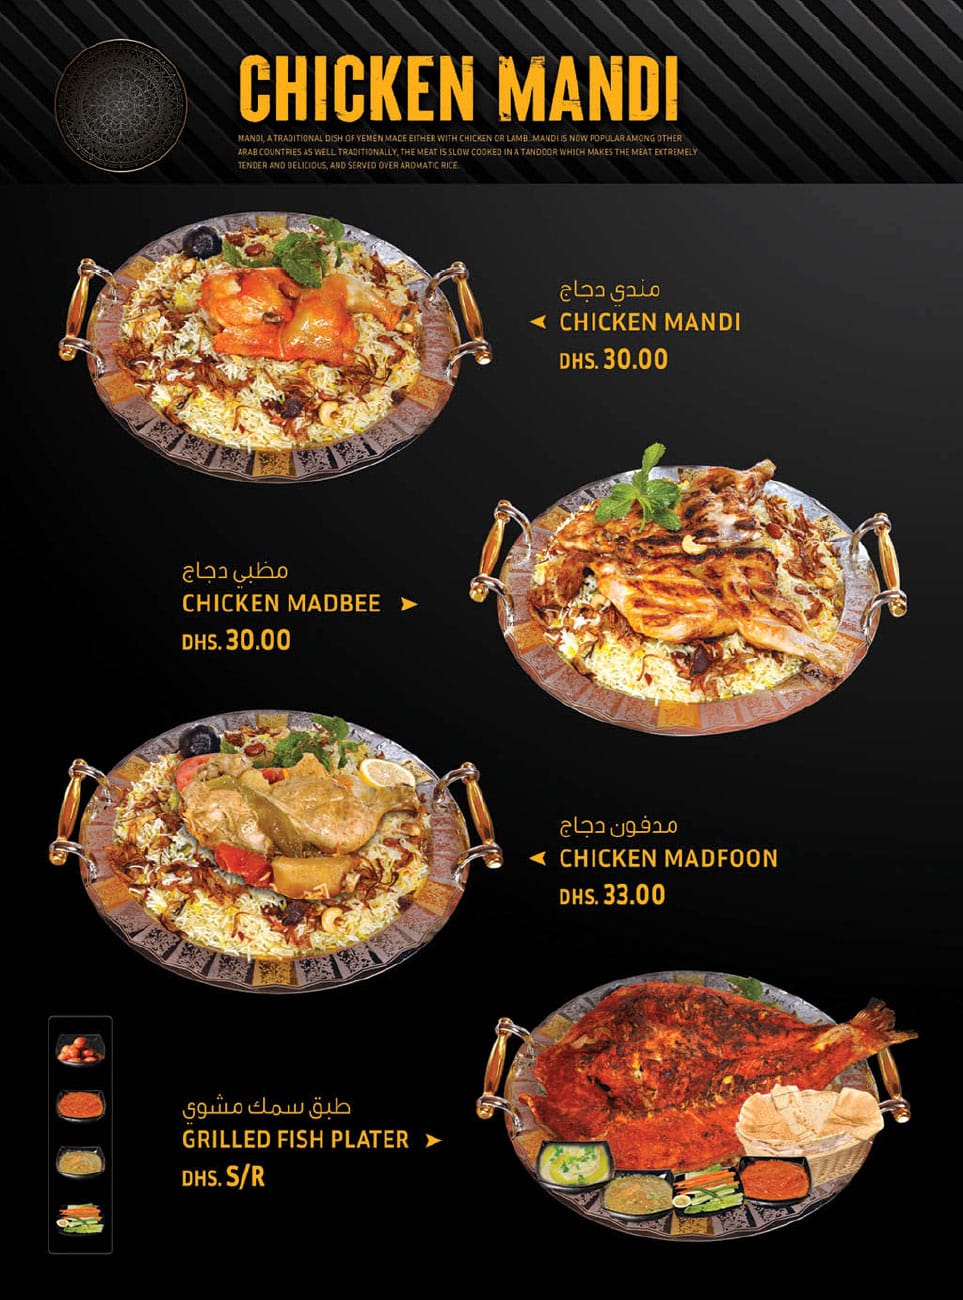 CHICKEN MANDI
MANDI, A TRADITIONAL DISH OF YEMEN MADE EITHER WITH CHICKEN OR LAMB..MANDI IS NOW POPULAR AMONG OTHER
ARAB COUNTRIES AS WELL. TRADITIONALLY, THE MEAT IS SLOW COOKED IN A TANDOOR WHICH MAKES THE MEAT EXTREMELY
TENDER AND DELICIOUS, AND SERVED OVER AROMATIC RICE.
مندي دجاج
CHICKEN MANDI
DHS. 30.00
مظبي دجاج
CHICKEN MADBEE
DHS. 30.00
مدفون دجاج
CHICKEN MADFOON
DHS. 33.00
طبق سمك مشوي
GRILLED FISH PLATER
DHS. S/R